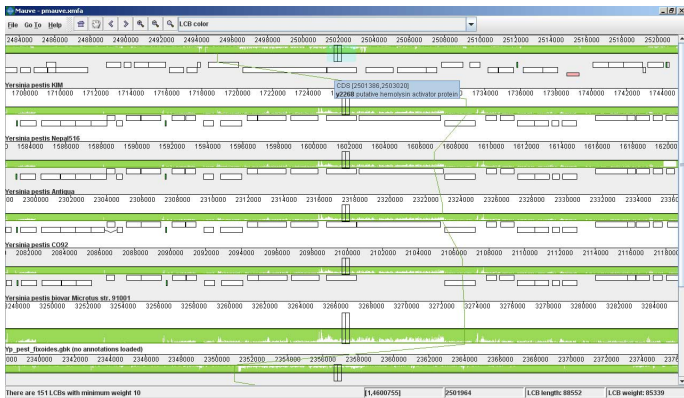 Mauve - pmauve.xmfa
File Go To Help LCB color
2484000 2486000 2488000 2490000 2492000 2494000 2496000 2498000 2500000 2502000 2504000 2506000 2508000 2510000 2512000 2514000 2516000 2518000 2520000
Yersinia pestis KIM
CDS [2501386,2503020]
y2268 putative hemolysin activator protein
1708000 1710000 1712000 1714000 1716000 1718000 1720000 1722000 1724000 1734000 1736000 1738000 1740000 1742000 1744000
Yersinia pestis Nepal516
1586000 1588000 1590000 1592000 1594000 1596000 1598000 1600000 1602000 1604000 1606000 1608000 1610000 1612000 1614000 1616000 1618000
Yersinia pestis Antiqua
00 2300000 2302000 2304000 2306000 2308000 2310000 2312000 2314000 2316000 2318000 2320000 2322000 2324000 2326000 2328000 2330000 2332000
Yersinia pestis CO92
2082000 2084000 2086000 2088000 2090000 2092000 2094000 2096000 2098000 2100000 2102000 2104000 2106000 2108000 2110000 2112000 2114000 2116000
Yersinia pestis biovar Microtus str. 91001
3248000 3250000 3252000 3254000 3256000 3258000 3260000 3262000 3264000 3266000 3268000 3270000 3272000 3274000 3276000 3278000 3280000 3282000 3284000
Yp_pest_fixoides.gbk (no annotations loaded)
2340000 2342000 2344000 2346000 2348000 2350000 2352000 2354000 2356000 2358000 2360000 2362000 2364000 2366000 2368000 2370000 2372000 2374000
There are 151 LCBs with minimum weight 10 [1,4600755] 2501964 LCB length: 88552 LCB weight: 85339